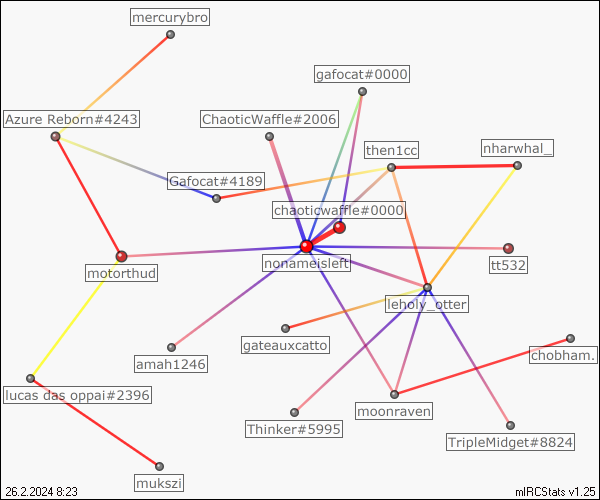 mercurybro
gafocat#0000
Azure Reborn#4243
ChaoticWaffle#2006
then1cc
nharwhal_
Gafocat#4189
chaoticwaffle#0000
nonameisleft
tt532
motorthud
leholy_otter
gateauxcatto
chobham.
amah1246
lucas das oppai#2396
moonraven
Thinker#5995
TripleMidget#8824
mukszi
26.2.2024 8:23
mIRCStats v1.25